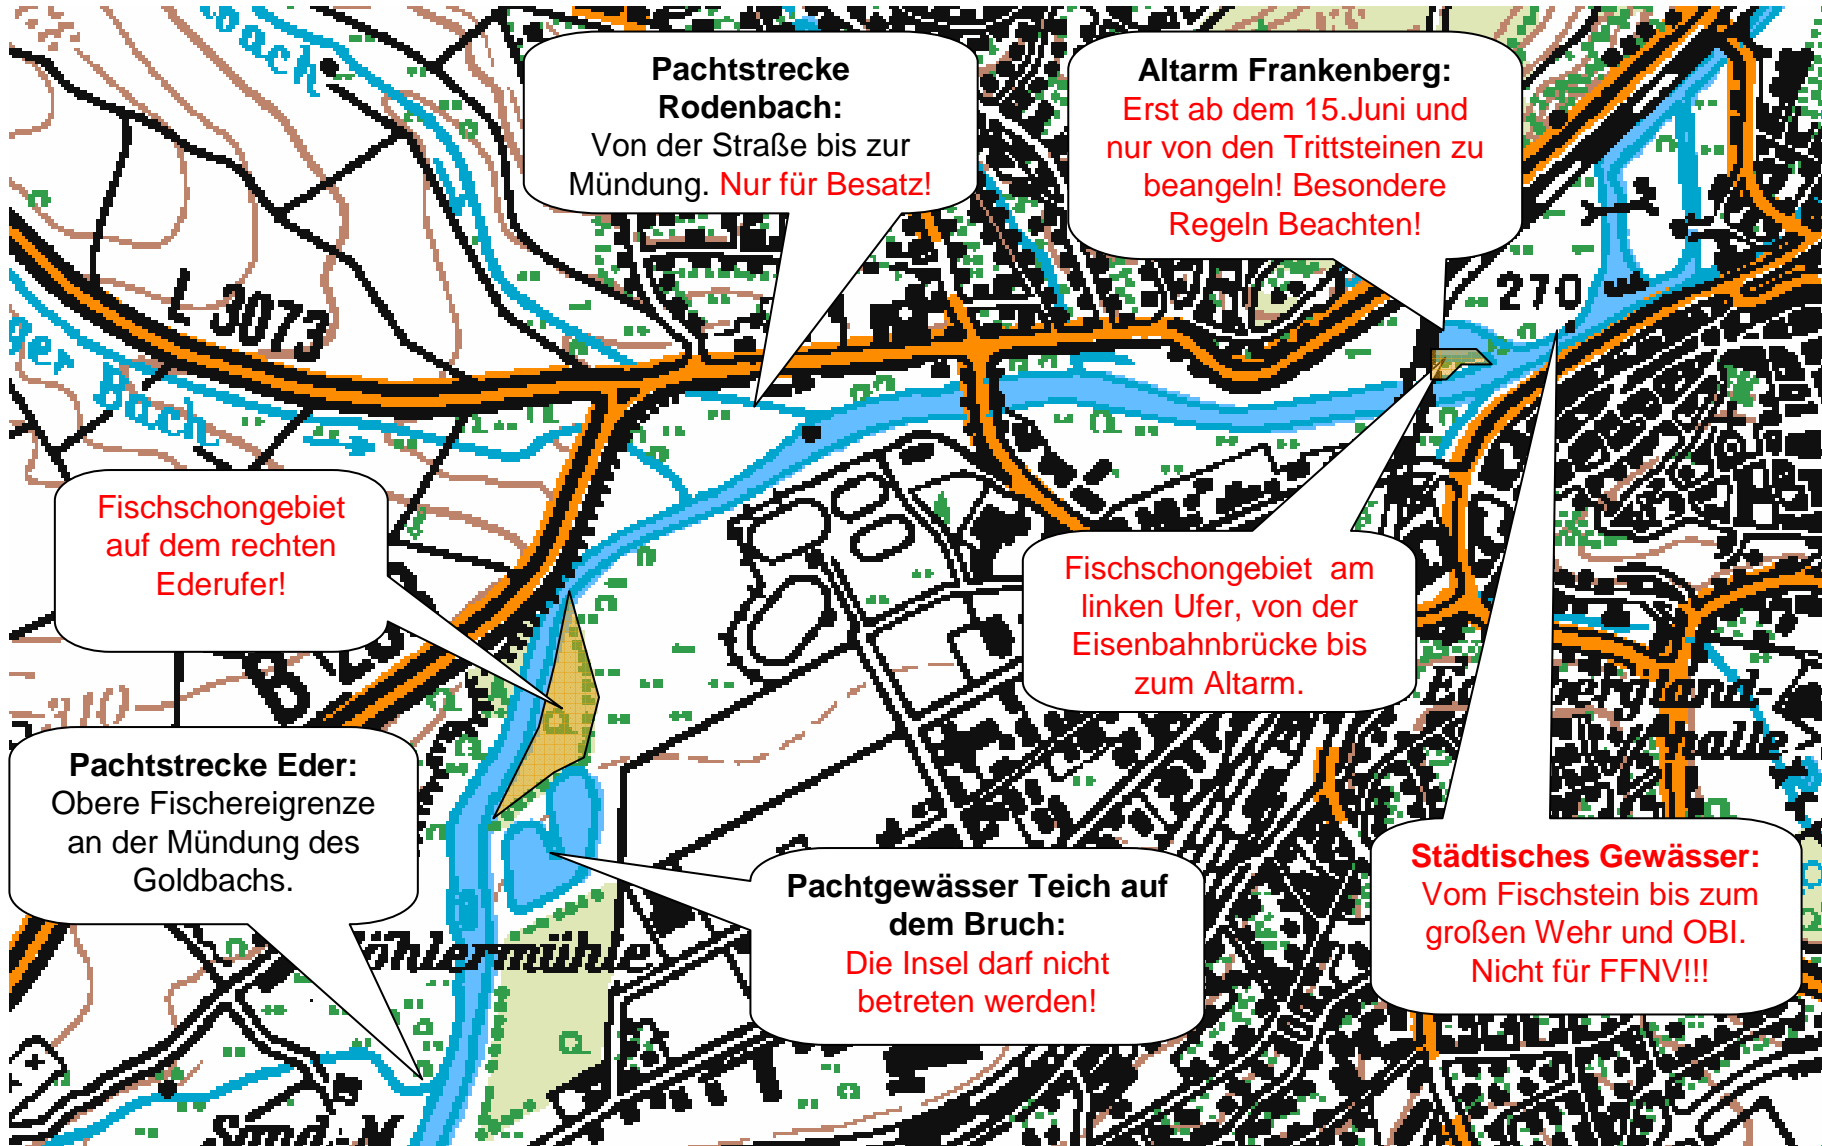 bach
Pachtstrecke
Rodenbach:
Von der Straße bis zur
Mündung. Nur für Besatz!
Altarm Frankenberg:
Erst ab dem 15.Juni und
nur von den Trittsteinen zu
beangeln! Besondere
Regeln Beachten!
L 3073
270
Bach
Fischschongebiet
auf dem rechten
Ederufer!
Fischschongebiet am
linken Ufer, von der
Eisenbahnbrücke bis
zum Altarm.
310
Pachtstrecke Eder:
Obere Fischereigrenze
an der Mündung des
Goldbachs.
Pachtgewässer Teich auf
dem Bruch:
Die Insel darf nicht
betreten werden!
Städtisches Gewässer:
Vom Fischstein bis zum
großen Wehr und OBI.
Nicht für FFNV!!!
öhlermühle